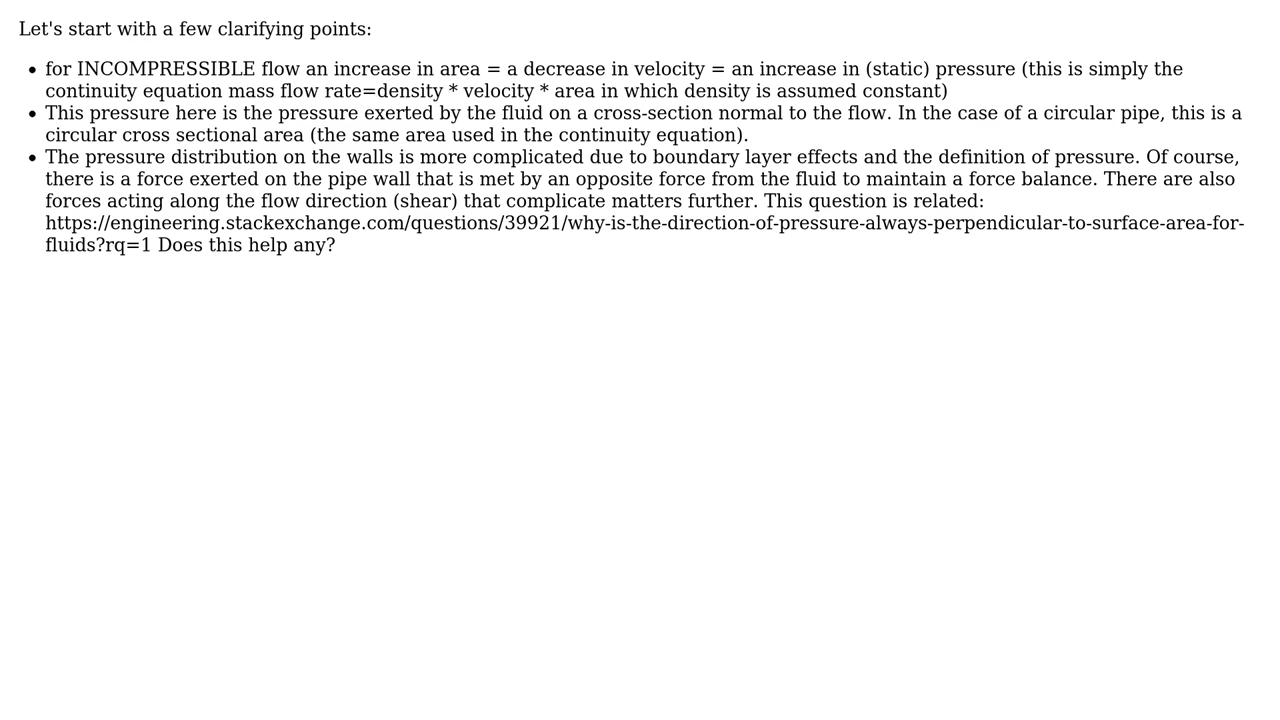 Let's start with a few clarifying points:
• for INCOMPRESSIBLE flow an increase in area = a decrease in velocity = an increase in (static) pressure (this is simply the
continuity equation mass flow rate=density * velocity * area in which density is assumed constant)
• This pressure here is the pressure exerted by the fluid on a cross-section normal to the flow. In the case of a circular pipe, this is a
circular cross sectional area (the same area used in the continuity equation).
• The pressure distribution on the walls is more complicated due to boundary layer effects and the definition of pressure. Of course,
there is a force exerted on the pipe wall that is met by an opposite force from the fluid to maintain a force balance. There are also
forces acting along the flow direction (shear) that complicate matters further. This question is related:
https://engineering.stackexchange.com/questions/39921/why-is-the-direction-of-pressure-always-perpendicular-to-surface-area-for-
fluids?rq=1 Does this help any?